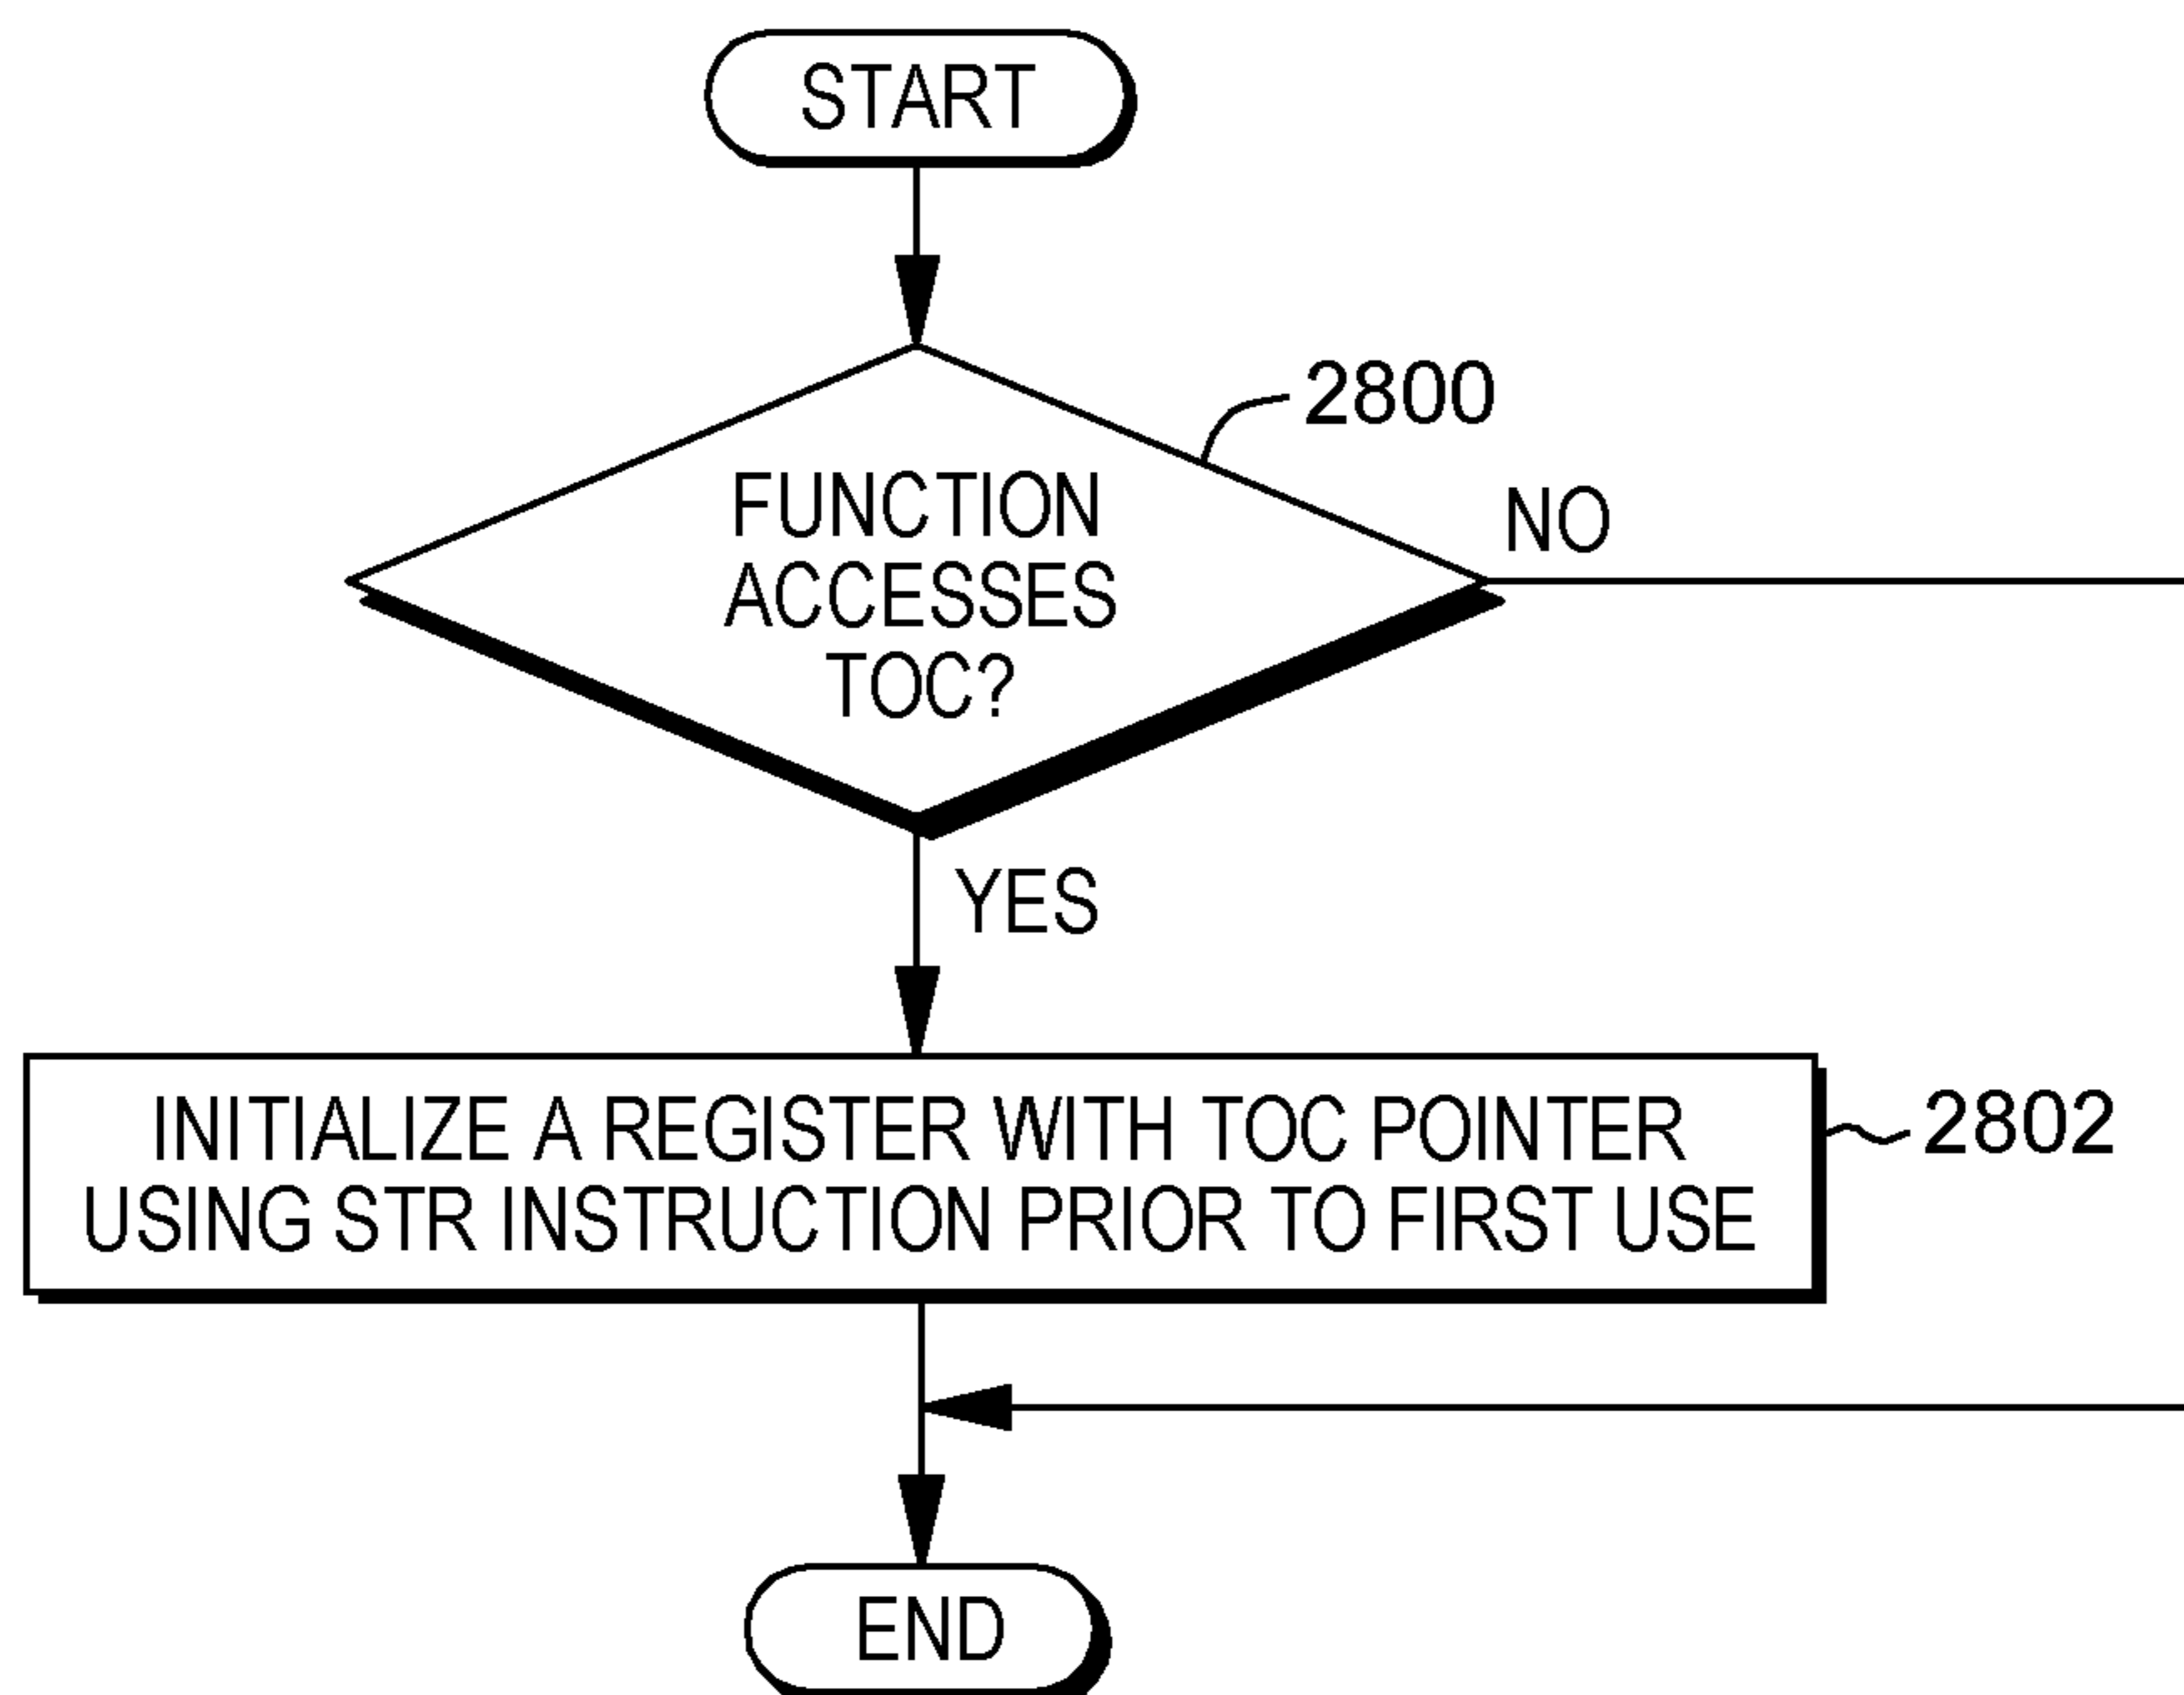 START
2800
FUNCTION
ACCESSES
TOC?
NO
YES
INITIALIZE A REGISTER WITH TOC POINTER
USING STR INSTRUCTION PRIOR TO FIRST USE
2802
END